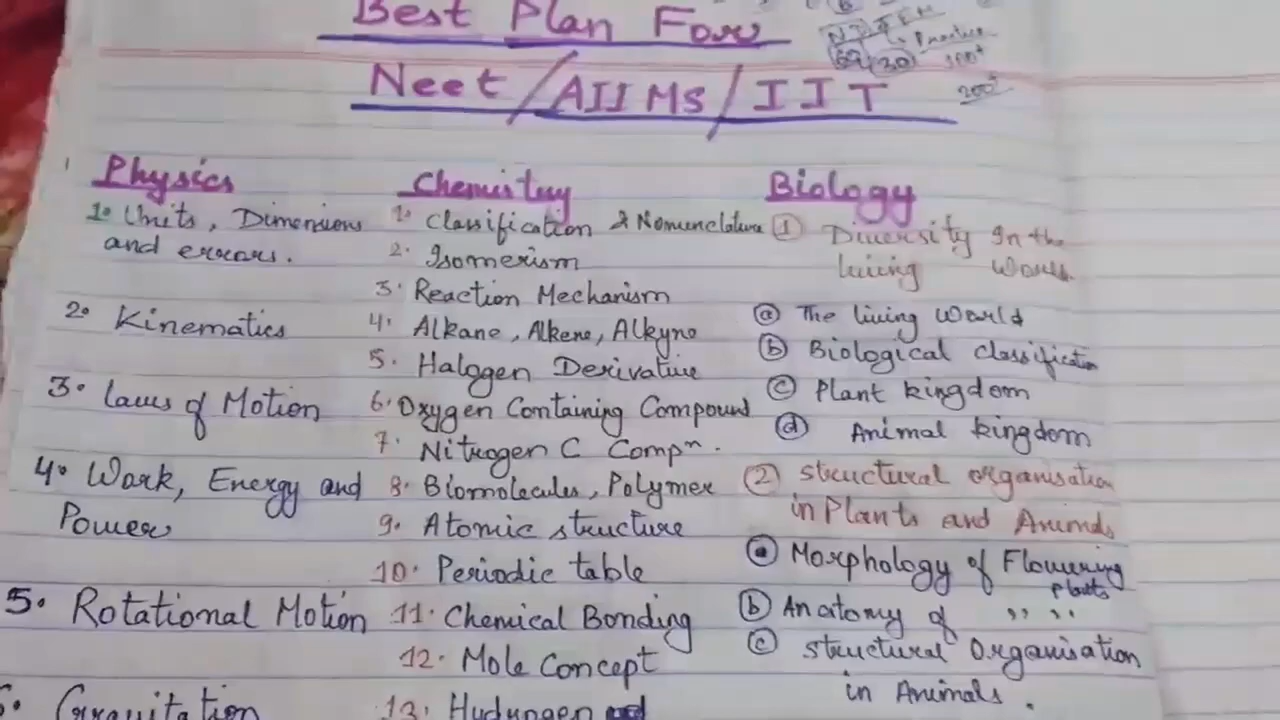 Best Plan For
Neet/AIIMS/IIT
Practice
Physics
1. Units, Dimensions
and errors.
2. Kinematics
3. laws of Motion
4. Work, Energy and
Power
5. Rotational Motion
6. Gravitation
Chemistry
1. Classification & Nomenclature
2. Isomerism
3. Reaction Mechanism
4. Alkane, Alkene, Alkyne
5. Halogen Derivative
6. Oxygen Containing Compound
7. Nitrogen C Compⁿ.
8. Biomolecules, Polymer
9. Atomic structure
10. Periodic table
11. Chemical Bonding
12. Mole Concept
13. Hydrogen and
Biology
① Diversity In the
living World
ⓐ The living World
ⓑ Biological classification
ⓒ Plant kingdom
ⓓ Animal kingdom
② structural organisation
in Plants and Animals
ⓐ Morphology of Flowering
Plants
ⓑ Anatomy of ,, ,,
ⓒ structural Organisation
in Animals.